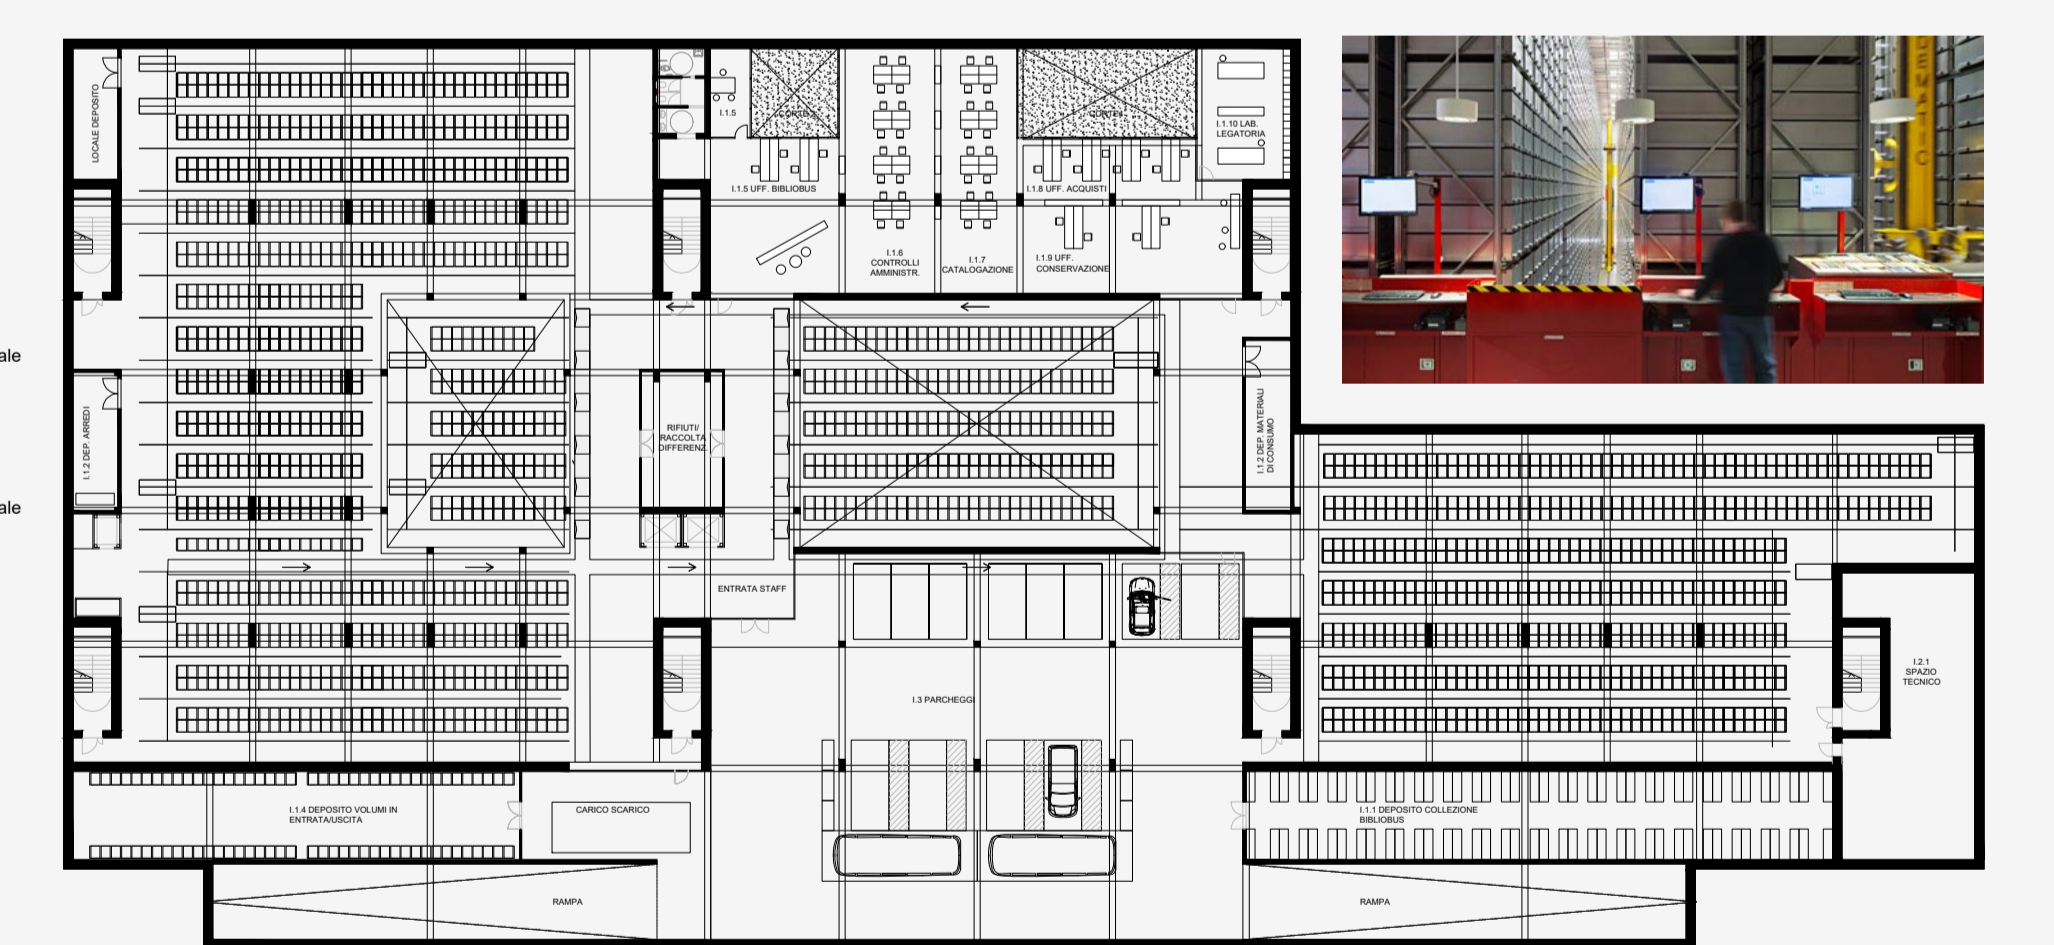 LOCALE DEPOSITO
I.1.5
CORTE
CORTE
I.1.10 LAB.
LEGATORIA
I.1.5 UFF. BIBLIOBUS
I.1.8 UFF. ACQUISTI
I.1.6
CONTROLLI
AMMINISTR.
I.1.7
CATALOGAZIONE
I.1.9 UFF.
CONSERVAZIONE
ale
ale
I.1.2 DEP. ARREDI
RIFIUTI/
RACCOLTA
DIFFERENZ.
I.1.2 DEP. MATERIALI
DI CONSUMO
ENTRATA STAFF
I.2.1
SPAZIO
TECNICO
I.3 PARCHEGGI
I.1.4 DEPOSITO VOLUMI IN
ENTRATA/USCITA
CARICO SCARICO
I.1.1 DEPOSITO COLLEZIONE
BIBLIOBUS
RAMPA
RAMPA